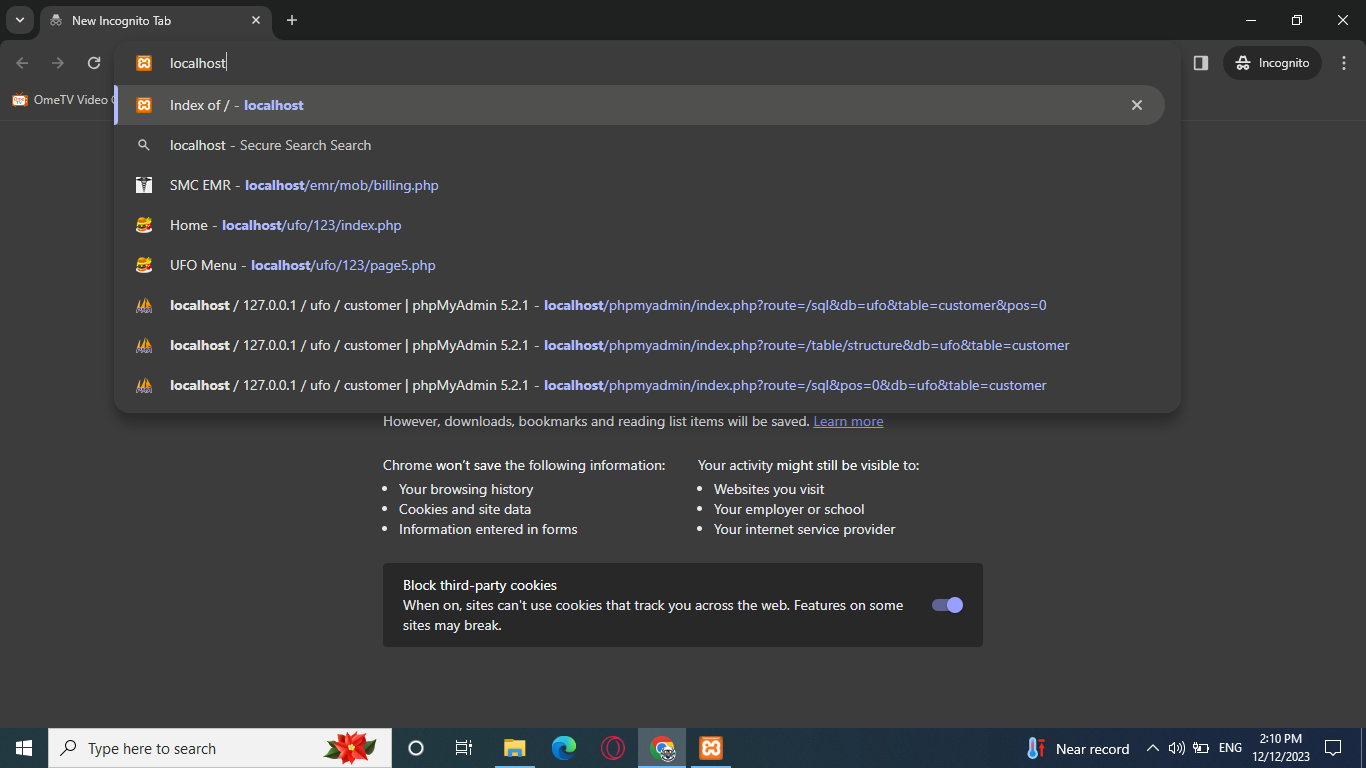 New Incognito Tab
localhost
Incognito
OmeTV Video
Index of / - localhost
localhost - Secure Search Search
SMC EMR - localhost/emr/mob/billing.php
Home - localhost/ufo/123/index.php
UFO Menu - localhost/ufo/123/page5.php
localhost / 127.0.0.1 / ufo / customer | phpMyAdmin 5.2.1 - localhost/phpmyadmin/index.php?route=/sql&db=ufo&table=customer&pos=0
localhost / 127.0.0.1 / ufo / customer | phpMyAdmin 5.2.1 - localhost/phpmyadmin/index.php?route=/table/structure&db=ufo&table=customer
localhost / 127.0.0.1 / ufo / customer | phpMyAdmin 5.2.1 - localhost/phpmyadmin/index.php?route=/sql&pos=0&db=ufo&table=customer
However, downloads, bookmarks and reading list items will be saved. Learn more
Chrome won't save the following information:
Your browsing history
Cookies and site data
Information entered in forms
Your activity might still be visible to:
Websites you visit
Your employer or school
Your internet service provider
Block third-party cookies
When on, sites can't use cookies that track you across the web. Features on some
sites may break.
Type here to search
Near record
ENG
2:10 PM
12/12/2023